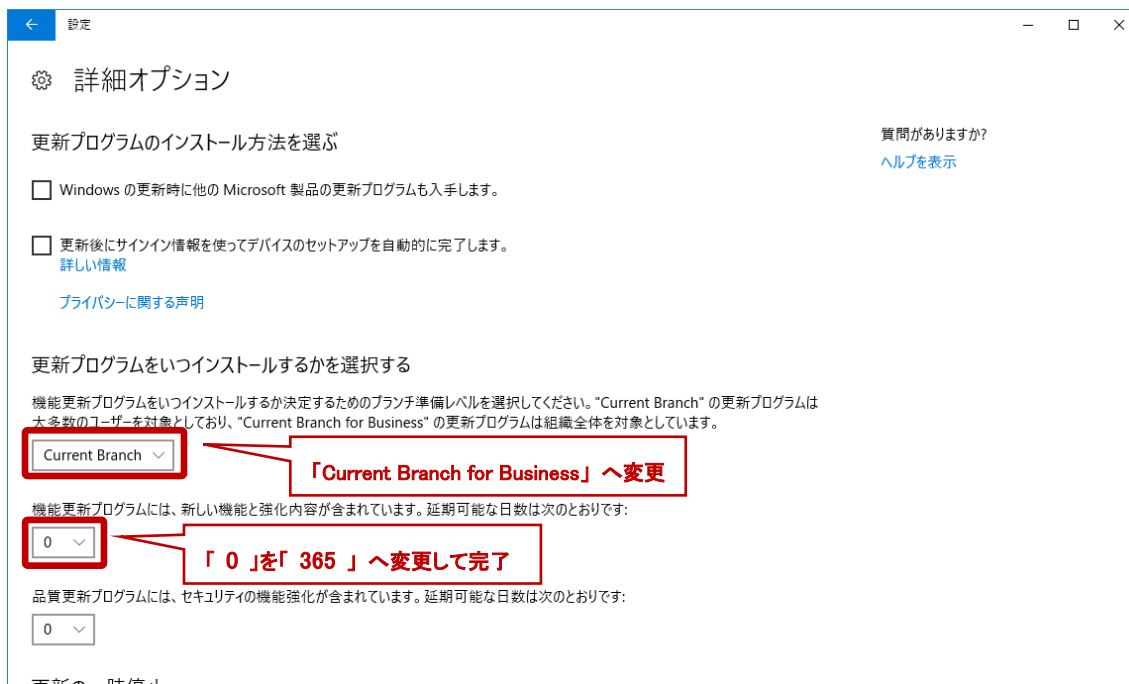 設定
詳細オプション
更新プログラムのインストール方法を選ぶ
質問がありますか?
ヘルプを表示
Windows の更新時に他の Microsoft 製品の更新プログラムも入手します。
更新後にサインイン情報を使ってデバイスのセットアップを自動的に完了します。
詳しい情報
プライバシーに関する声明
更新プログラムをいつインストールするかを選択する
機能更新プログラムをいつインストールするか決定するためのブランチ準備レベルを選択してください。"Current Branch" の更新プログラムは
大多数のユーザーを対象としており、"Current Branch for Business" の更新プログラムは組織全体を対象としています。
Current Branch
「Current Branch for Business」 へ変更
機能更新プログラムには、新しい機能と強化内容が含まれています。延期可能な日数は次のとおりです:
0
「 0 」を「 365 」 へ変更して完了
品質更新プログラムには、セキュリティの機能強化が含まれています。延期可能な日数は次のとおりです:
0